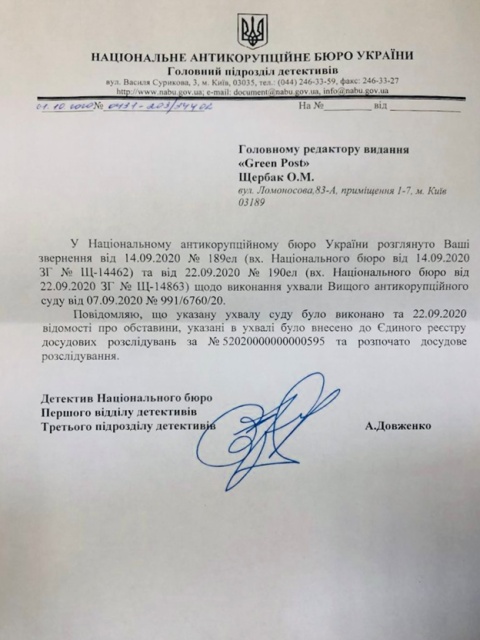 НАЦІОНАЛЬНЕ АНТИКОРУПЦІЙНЕ БЮРО УКРАЇНИ
Головний підрозділ детективів
вул. Василя Сурикова, 3, м. Київ, 03035, тел.: (044) 246-33-59, факс: 246-33-27
http://www.nabu.gov.ua, e-mail: document@nabu.gov.ua, info@nabu.gov.ua
01.10.2020 № 0431- На № від
Головному редактору видання
«Green Post»
Щербак О.М.
вул. Ломоносова,83-А, приміщення 1-7, м. Київ
03189
У Національному антикорупційному бюро України розглянуто Ваші
звернення від 14.09.2020 № 189ел (вх. Національного бюро від 14.09.2020
ЗГ № Щ-14462) та від 22.09.2020 № 190ел (вх. Національного бюро від
22.09.2020 ЗГ № Щ-14863) щодо виконання ухвали Вищого антикорупційного
суду від 07.09.2020 № 991/6760/20.
Повідомляю, що указану ухвалу суду було виконано та 22.09.2020
відомості про обставини, указані в ухвалі було внесено до Єдиного реєстру
досудових розслідувань за № 52020000000000595 та розпочато досудове
розслідування.
Детектив Національного бюро
Першого відділу детективів
Третього підрозділу детективів А.Довженко